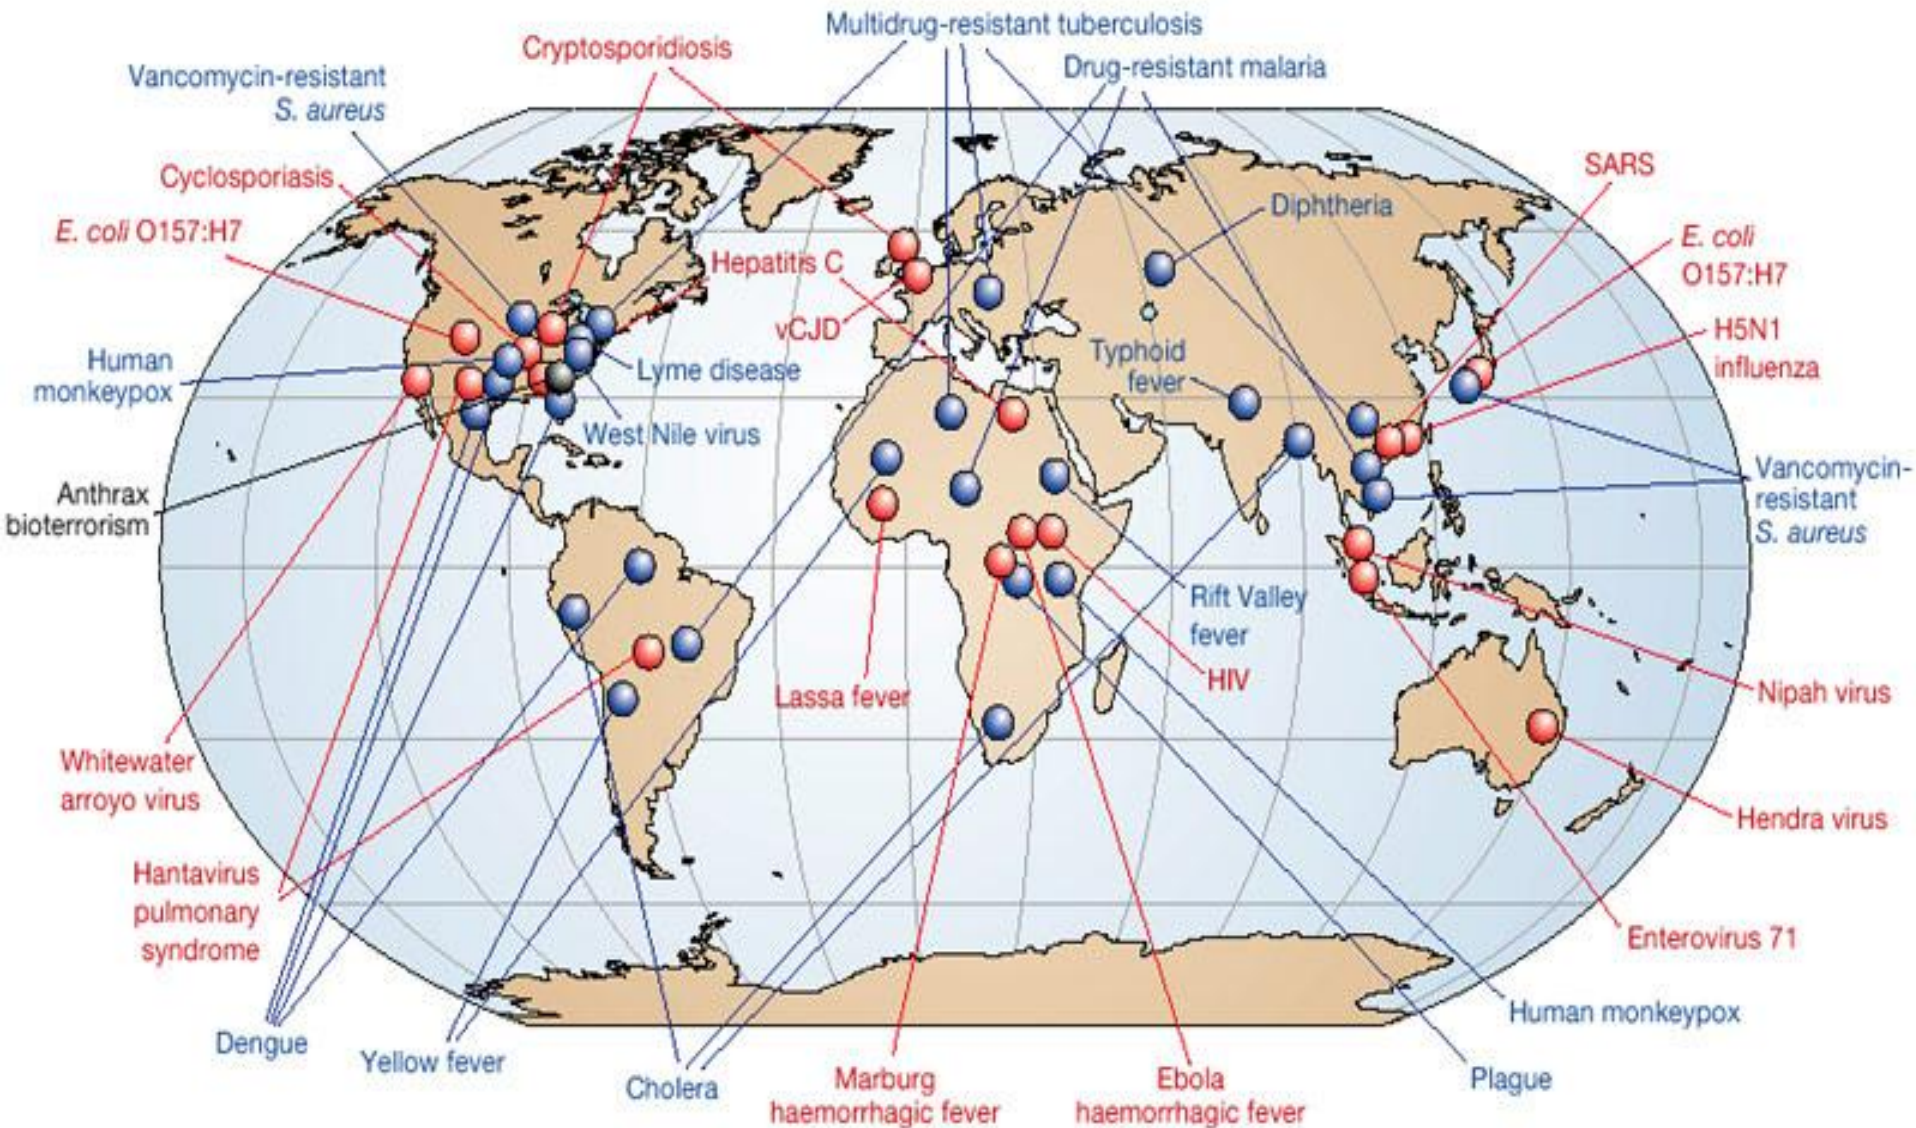 Multidrug-resistant tuberculosis
Cryptosporidiosis
Drug-resistant malaria
Vancomycin-resistant
S. aureus
Cyclosporiasis
SARS
E. coli O157:H7
Diphtheria
E. coli
O157:H7
Hepatitis C
vCJD
H5N1
influenza
Human
monkeypox
Lyme disease
Typhoid
fever
West Nile virus
Anthrax
bioterrorism
Vancomycin-
resistant
S. aureus
Rift Valley
fever
HIV
Lassa fever
Nipah virus
Whitewater
arroyo virus
Hendra virus
Hantavirus
pulmonary
syndrome
Enterovirus 71
Human monkeypox
Dengue
Yellow fever
Cholera
Marburg
haemorrhagic fever
Ebola
haemorrhagic fever
Plague